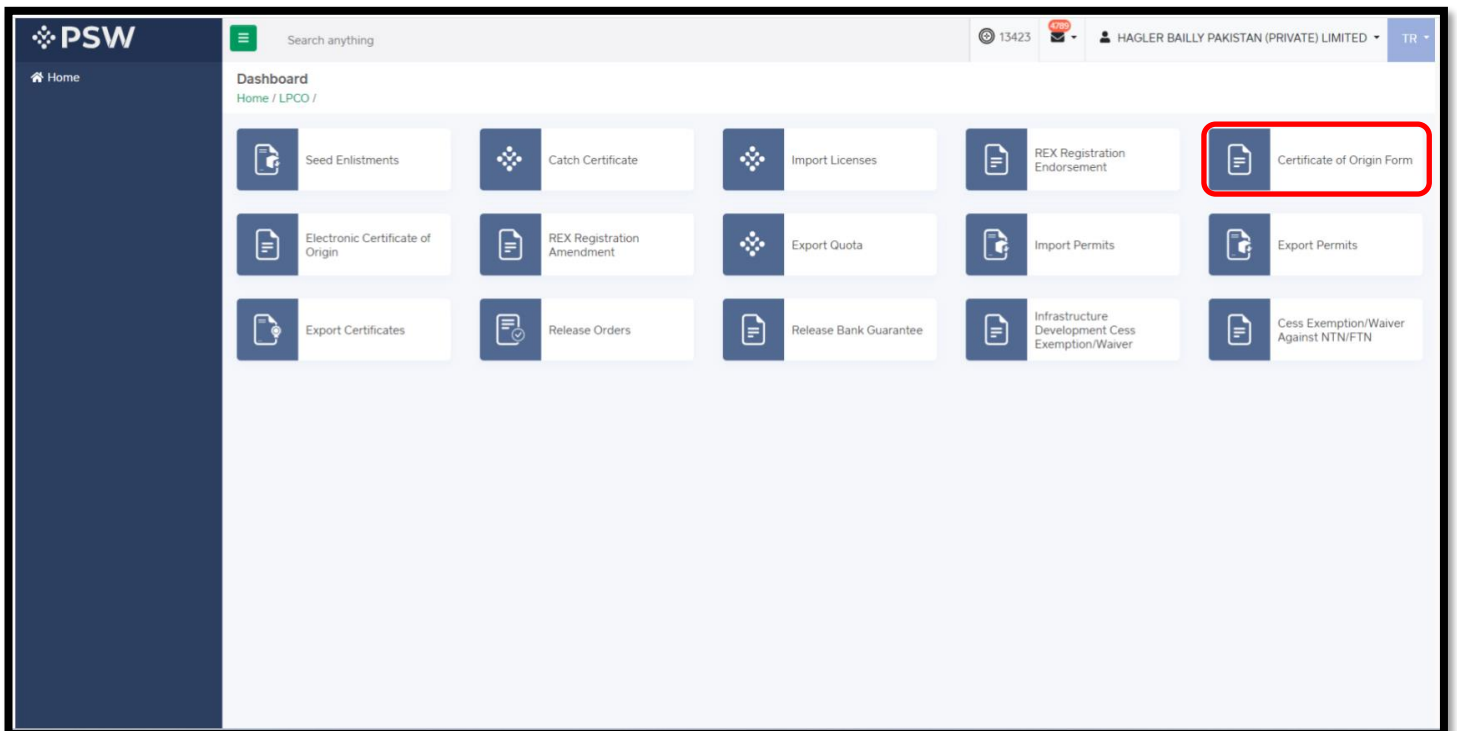 PSW
Search anything
13423
4789
HAGLER BAILLY PAKISTAN (PRIVATE) LIMITED
TR
Home
Dashboard
Home / LPCO /
Seed Enlistments
Catch Certificate
Import Licenses
REX Registration
Endorsement
Certificate of Origin Form
Electronic Certificate of
Origin
REX Registration
Amendment
Export Quota
Import Permits
Export Permits
Export Certificates
Release Orders
Release Bank Guarantee
Infrastructure
Development Cess
Exemption/Waiver
Cess Exemption/Waiver
Against NTN/FTN